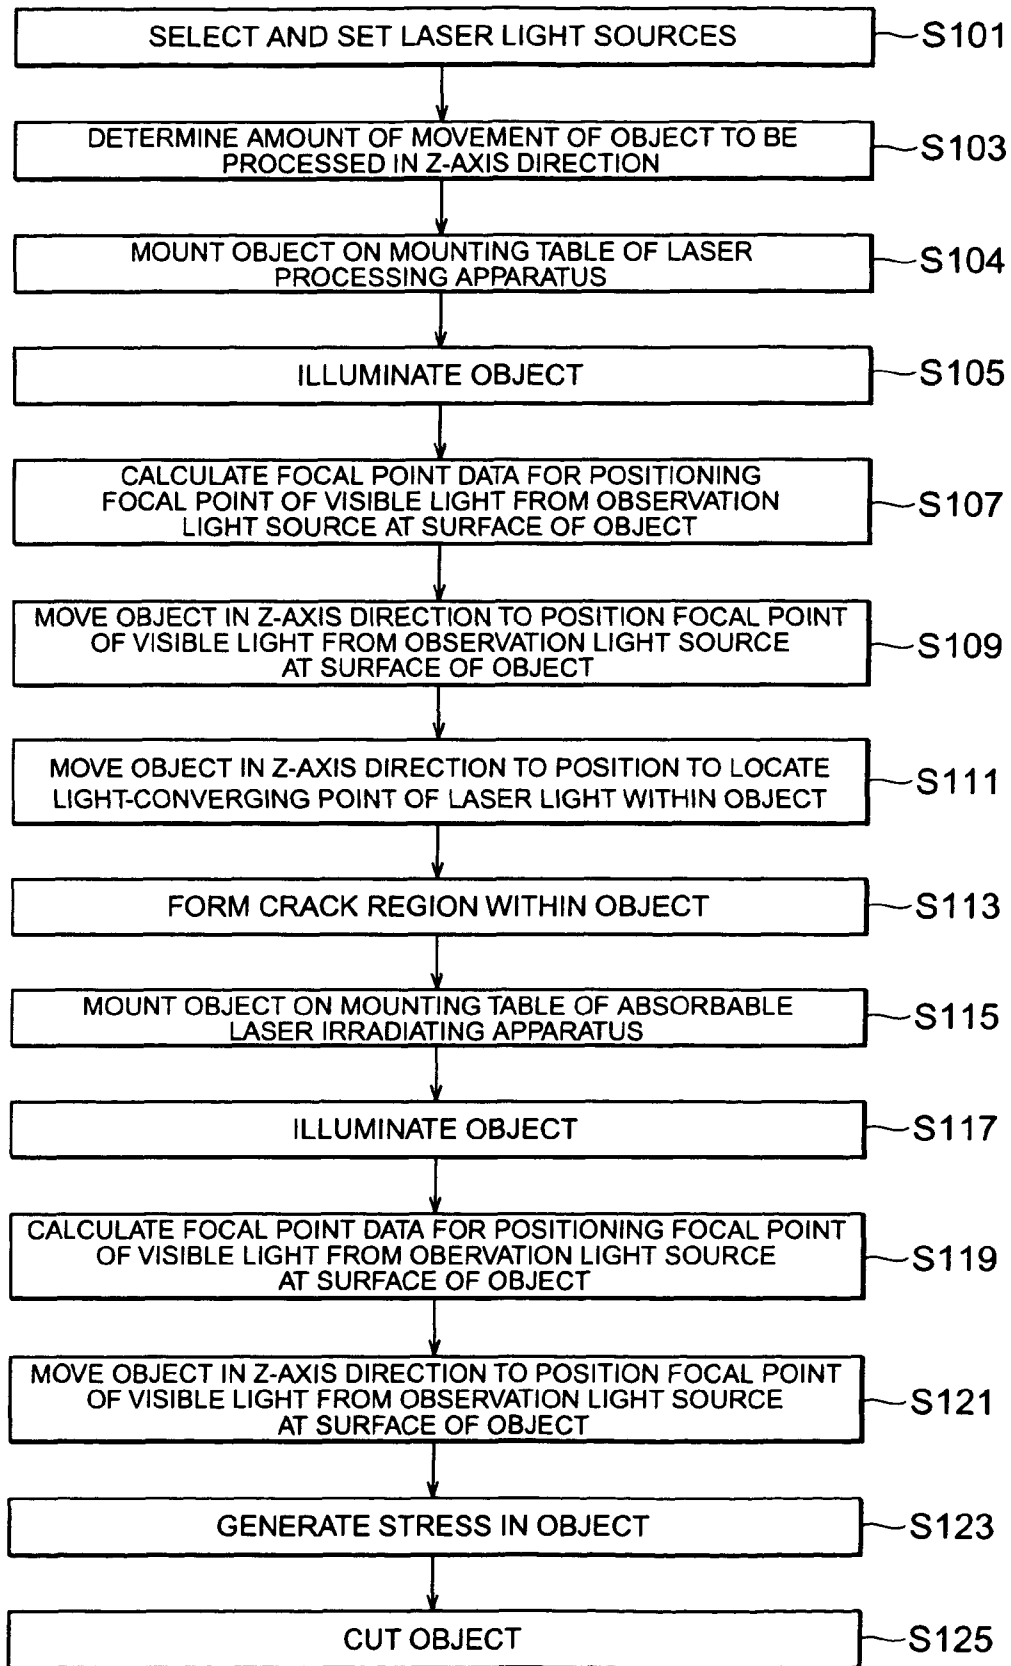 SELECT AND SET LASER LIGHT SOURCES
S101
DETERMINE AMOUNT OF MOVEMENT OF OBJECT TO BE
PROCESSED IN Z-AXIS DIRECTION
S103
MOUNT OBJECT ON MOUNTING TABLE OF LASER
PROCESSING APPARATUS
S104
ILLUMINATE OBJECT
S105
CALCULATE FOCAL POINT DATA FOR POSITIONING
FOCAL POINT OF VISIBLE LIGHT FROM OBSERVATION
LIGHT SOURCE AT SURFACE OF OBJECT
S107
MOVE OBJECT IN Z-AXIS DIRECTION TO POSITION FOCAL POINT
OF VISIBLE LIGHT FROM OBSERVATION LIGHT SOURCE
AT SURFACE OF OBJECT
S109
MOVE OBJECT IN Z-AXIS DIRECTION TO POSITION TO LOCATE
LIGHT-CONVERGING POINT OF LASER LIGHT WITHIN OBJECT
S111
FORM CRACK REGION WITHIN OBJECT
S113
MOUNT OBJECT ON MOUNTING TABLE OF ABSORBABLE
LASER IRRADIATING APPARATUS
S115
ILLUMINATE OBJECT
S117
CALCULATE FOCAL POINT DATA FOR POSITIONING FOCAL POINT
OF VISIBLE LIGHT FROM OBERVATION LIGHT SOURCE
AT SURFACE OF OBJECT
S119
MOVE OBJECT IN Z-AXIS DIRECTION TO POSITION FOCAL POINT
OF VISIBLE LIGHT FROM OBSERVATION LIGHT SOURCE
AT SURFACE OF OBJECT
S121
GENERATE STRESS IN OBJECT
S123
CUT OBJECT
S125